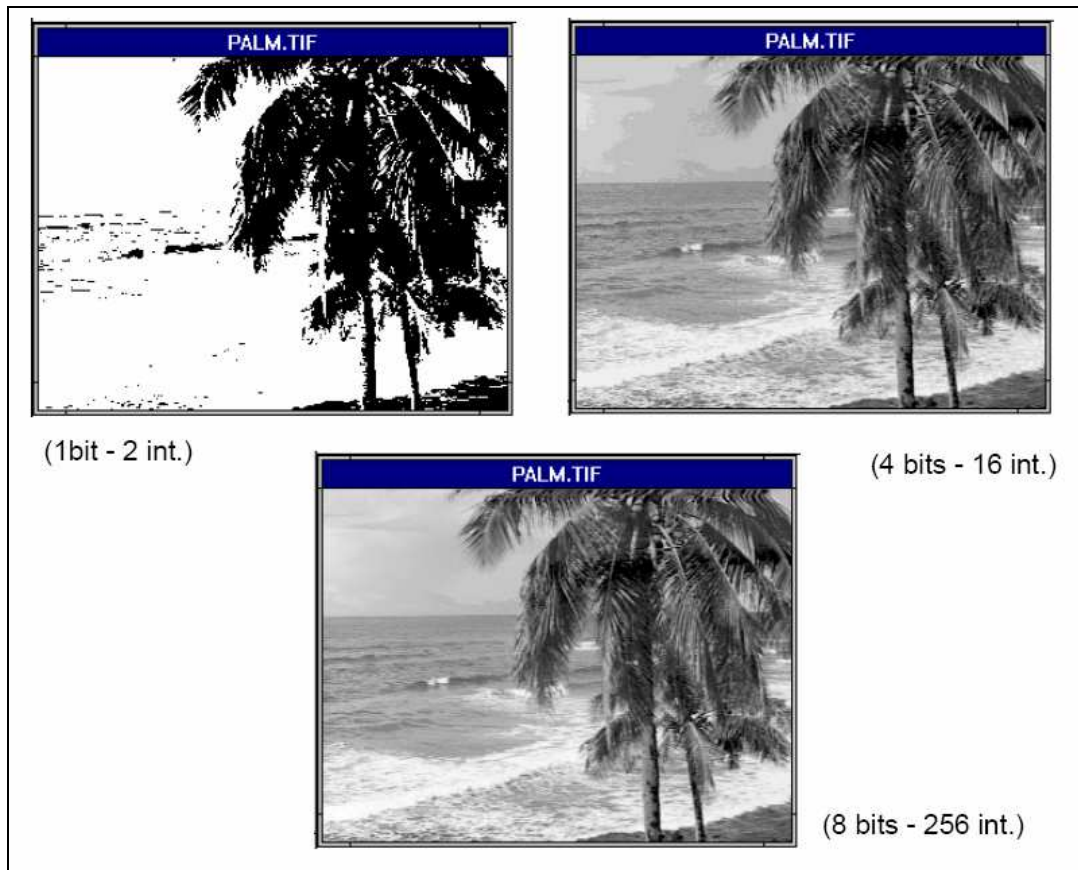 PALM.TIF
PALM.TIF
(1bit - 2 int.)
(4 bits - 16 int.)
PALM.TIF
(8 bits - 256 int.)